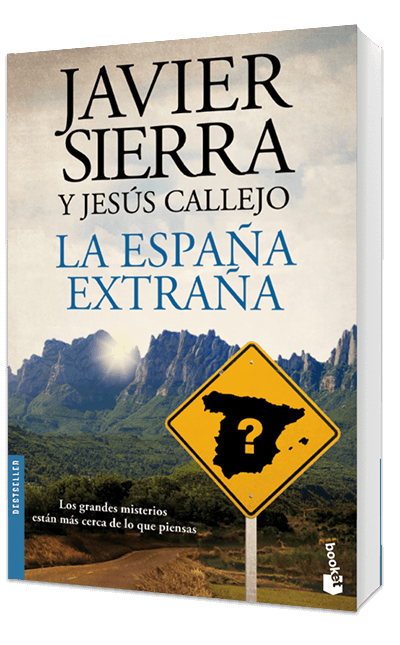 JAVIER
SIERRA
Y JESÚS CALLEJO
LA ESPAÑA
EXTRAÑA
?
Los grandes misterios
están más cerca de lo que piensas
BESTSELLER
booket